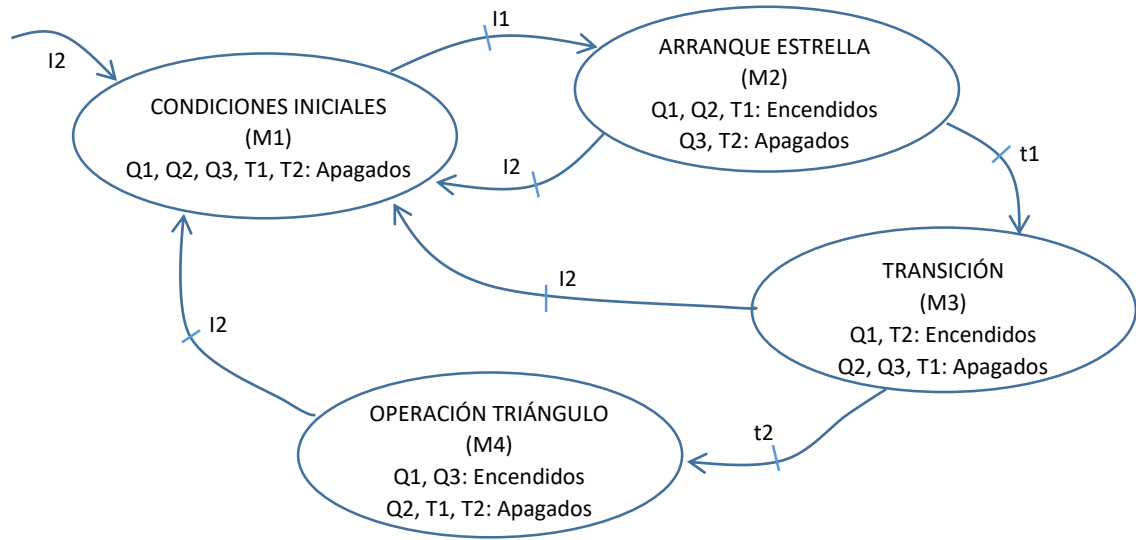 I2
I1
CONDICIONES INICIALES
(M1)
Q1, Q2, Q3, T1, T2: Apagados
ARRANQUE ESTRELLA
(M2)
Q1, Q2, T1: Encendidos
Q3, T2: Apagados
I2
t1
TRANSICIÓN
(M3)
Q1, T2: Encendidos
Q2, Q3, T1: Apagados
I2
I2
OPERACIÓN TRIÁNGULO
(M4)
Q1, Q3: Encendidos
Q2, T1, T2: Apagados
t2